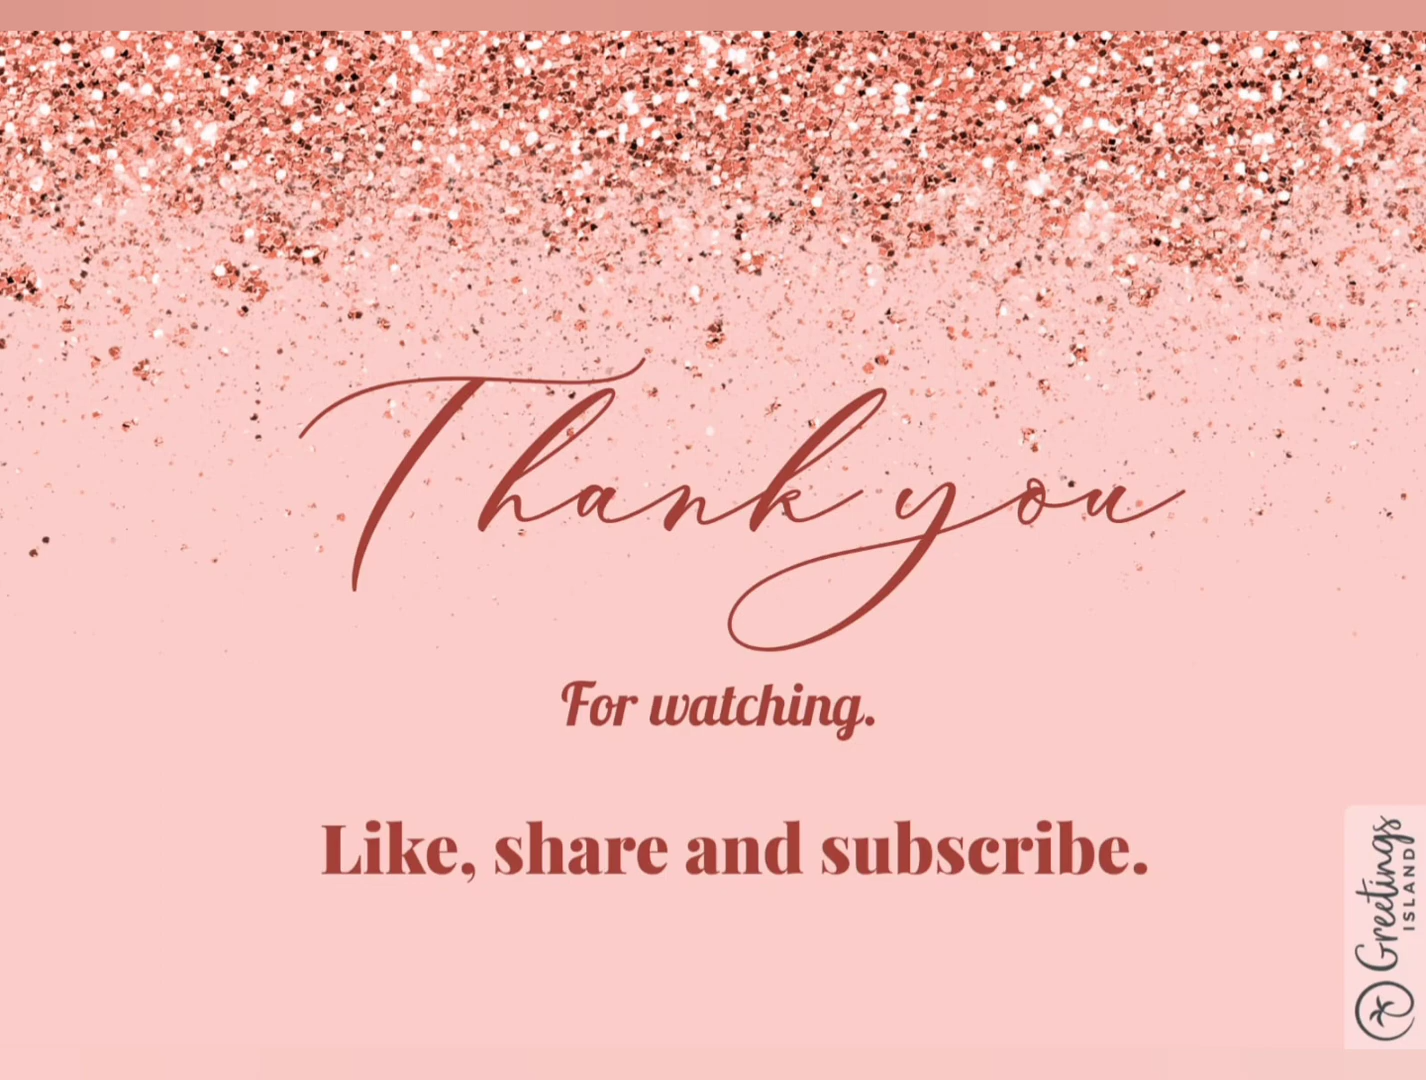 Thank you
For watching.
Like, share and subscribe.
Greetings
ISLAND